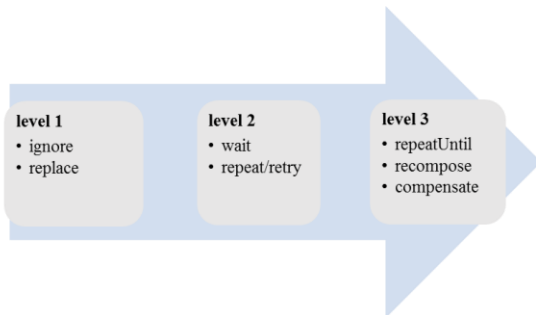 level 1
• ignore
• replace
level 2
• wait
• repeat/retry
level 3
• repeatUntil
• recompose
• compensate